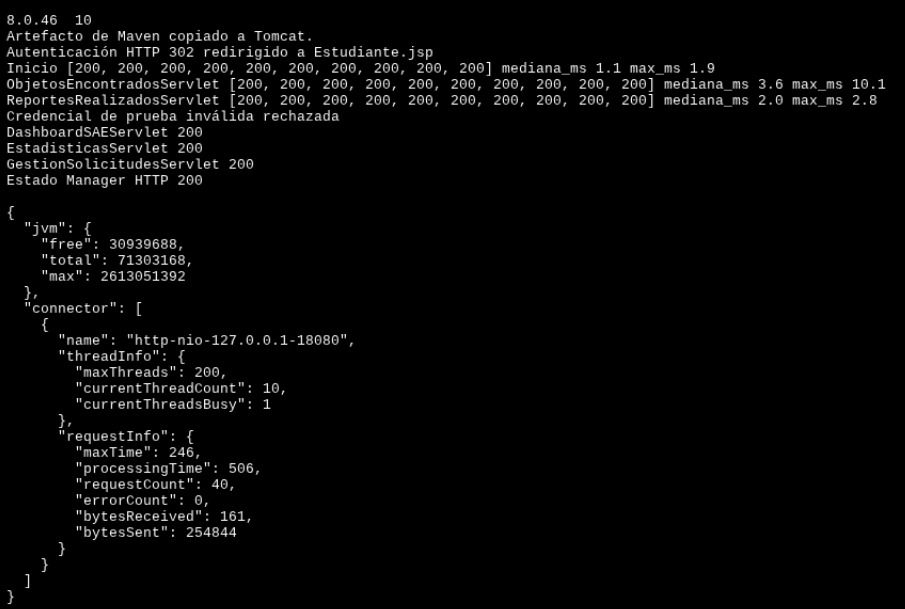 8.0.46  10
Artefacto de Maven copiado a Tomcat.
Autenticación HTTP 302 redirigido a Estudiante.jsp
Inicio [200, 200, 200, 200, 200, 200, 200, 200, 200, 200] mediana_ms 1.1 max_ms 1.9
ObjetosEncontradosServlet [200, 200, 200, 200, 200, 200, 200, 200, 200, 200] mediana_ms 3.6 max_ms 10.1
ReportesRealizadosServlet [200, 200, 200, 200, 200, 200, 200, 200, 200, 200] mediana_ms 2.0 max_ms 2.8
Credencial de prueba inválida rechazada
DashboardSAEServlet 200
EstadisticasServlet 200
GestionSolicitudesServlet 200
Estado Manager HTTP 200

{
  "jvm": {
    "free": 30939688,
    "total": 71303168,
    "max": 2613051392
  },
  "connector": [
    {
      "name": "http-nio-127.0.0.1-18080",
      "threadInfo": {
        "maxThreads": 200,
        "currentThreadCount": 10,
        "currentThreadsBusy": 1
      },
      "requestInfo": {
        "maxTime": 246,
        "processingTime": 506,
        "requestCount": 40,
        "errorCount": 0,
        "bytesReceived": 161,
        "bytesSent": 254844
      }
    }
  ]
}